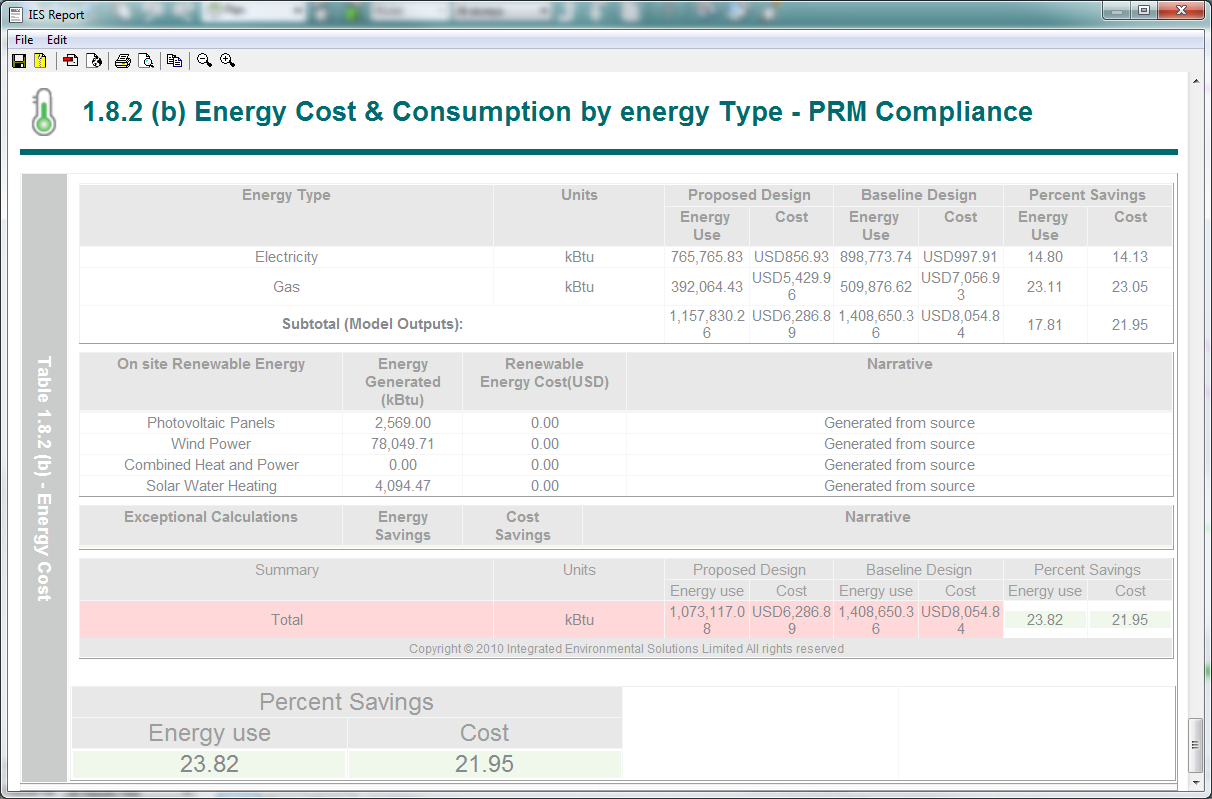 IES Report
File Edit
1.8.2 (b) Energy Cost & Consumption by energy Type - PRM Compliance
Table 1.8.2 (b) - Energy Cost
Energy Type Units Proposed Design Baseline Design Percent Savings
Energy Use Cost Energy Use Cost Energy Use Cost
Electricity kBtu 765,765.83 USD856.93 898,773.74 USD997.91 14.80 14.13
Gas kBtu 392,064.43 USD5,429.96 509,876.62 USD7,056.93 23.11 23.05
Subtotal (Model Outputs): 1,157,830.26 USD6,286.89 1,408,650.36 USD8,054.84 17.81 21.95
On site Renewable Energy Energy Generated (kBtu) Renewable Energy Cost(USD) Narrative
Photovoltaic Panels 2,569.00 0.00 Generated from source
Wind Power 78,049.71 0.00 Generated from source
Combined Heat and Power 0.00 0.00 Generated from source
Solar Water Heating 4,094.47 0.00 Generated from source
Exceptional Calculations Energy Savings Cost Savings Narrative
Summary Units Proposed Design Baseline Design Percent Savings
Energy use Cost Energy use Cost Energy use Cost
Total kBtu 1,073,117.08 USD6,286.89 1,408,650.36 USD8,054.84 23.82 21.95
Copyright © 2010 Integrated Environmental Solutions Limited All rights reserved
Percent Savings
Energy use Cost
23.82 21.95